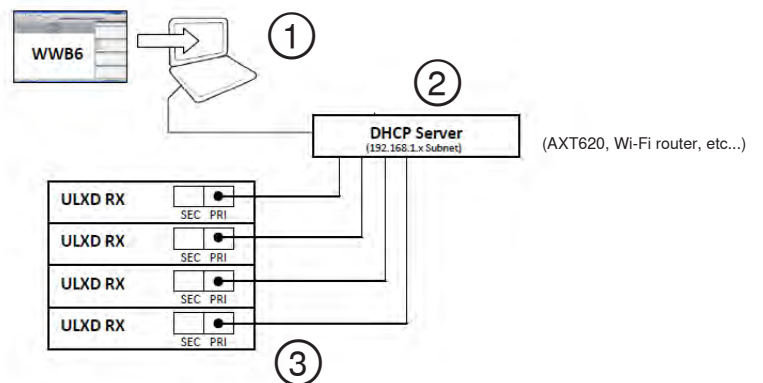 WWB6
1
2
DHCP Server
(192.168.1.x Subnet)
(AXT620, Wi-Fi router, etc...)
ULXD RX
SEC PRI
ULXD RX
SEC PRI
ULXD RX
SEC PRI
ULXD RX
SEC PRI
3